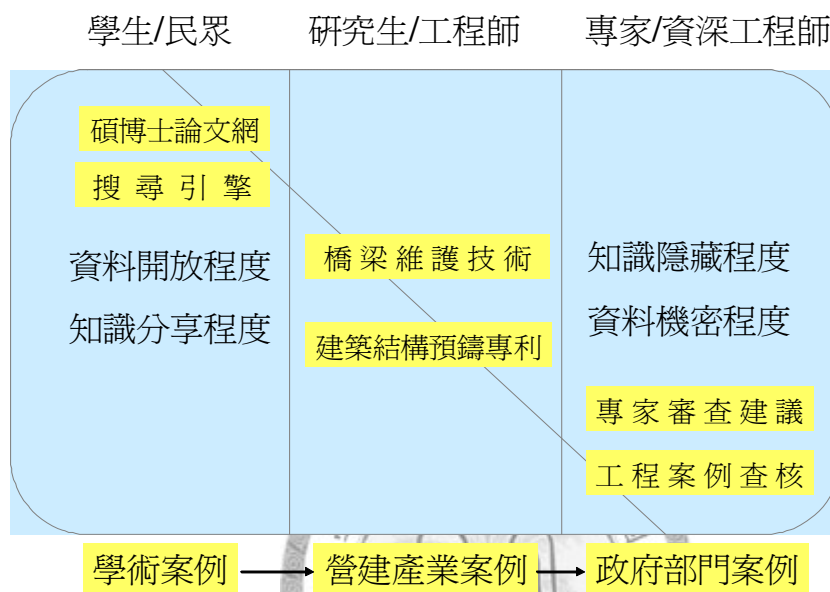 學生/民眾 研究生/工程師 專家/資深工程師
碩博士論文網
搜尋引擎
資料開放程度
知識分享程度
橋梁維護技術
建築結構預鑄專利
知識隱藏程度
資料機密程度
專家審查建議
工程案例查核
學術案例 營建產業案例 政府部門案例